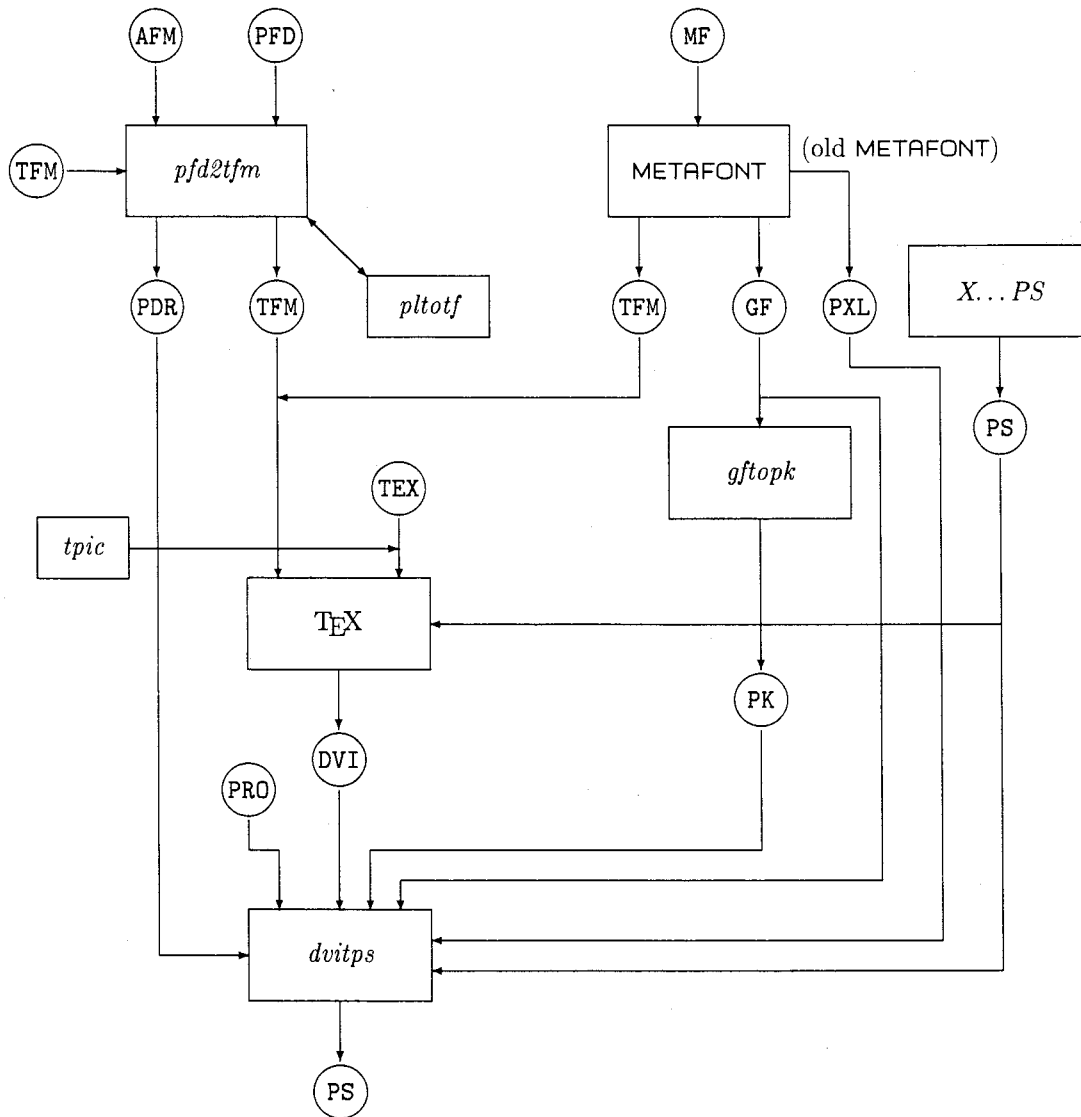 AFM
PFD
MF
TFM
pfd2tfm
METAFONT
(old METAFONT)
PDR
TFM
pltotf
TFM
GF
PXL
X...PS
PS
TEX
gftopk
tpic
TEX
PK
DVI
PRO
dvitps
PS